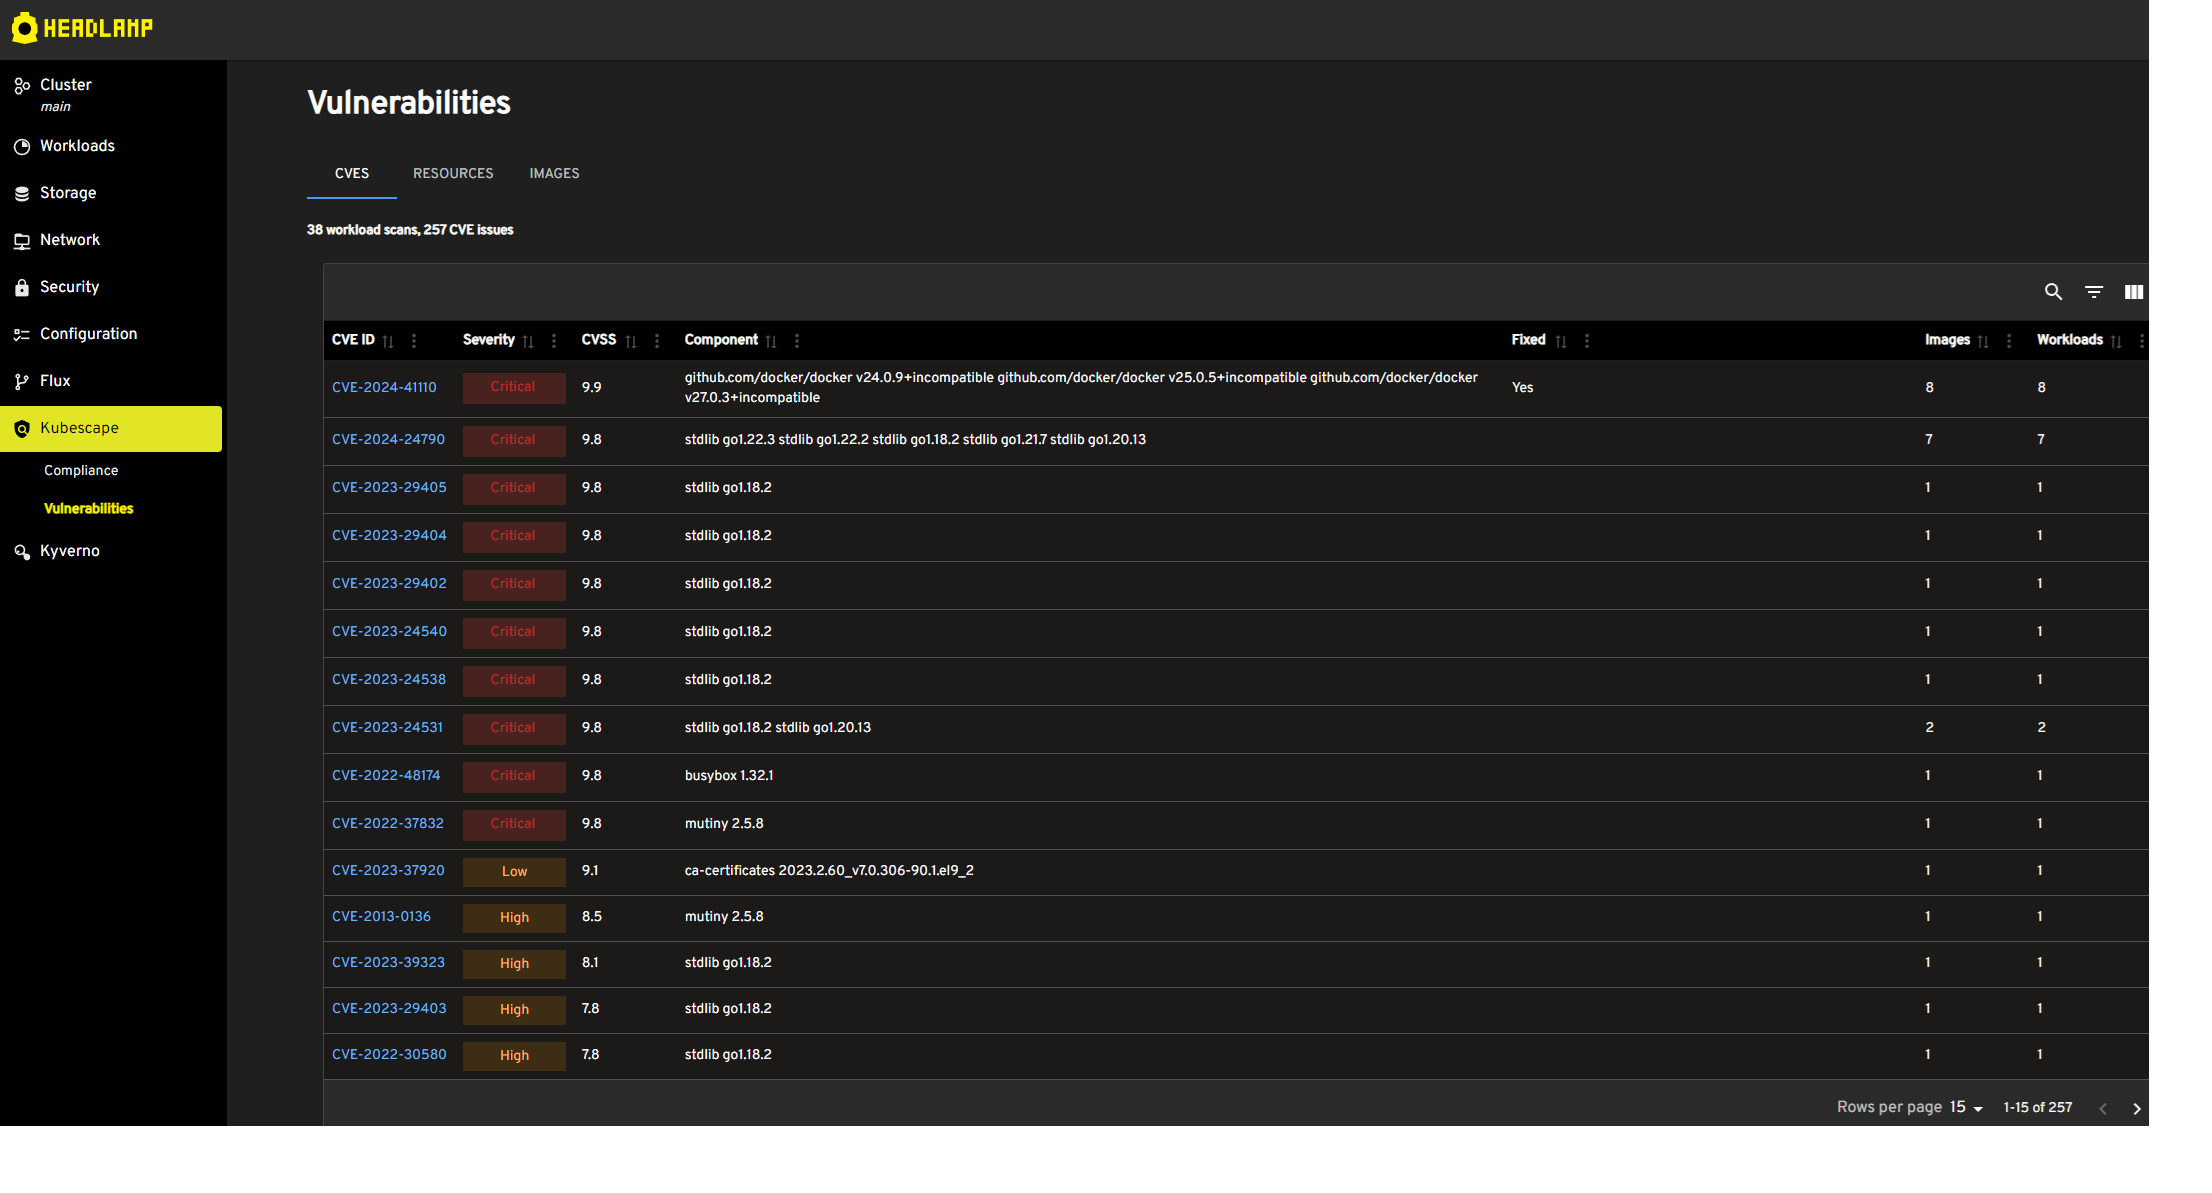 HEADLAMP
Cluster
main
Workloads
Storage
Network
Security
Configuration
Flux
Kubescape
Compliance
Vulnerabilities
Kyverno
Vulnerabilities
CVES RESOURCES IMAGES
38 workload scans, 257 CVE issues
CVE ID Severity CVSS Component Fixed Images Workloads
CVE-2024-41110 Critical 9.9 github.com/docker/docker v24.0.9+incompatible github.com/docker/docker v25.0.5+incompatible github.com/docker/docker Yes 8 8
v27.0.3+incompatible
CVE-2024-24790 Critical 9.8 stdlib go1.22.3 stdlib go1.22.2 stdlib go1.18.2 stdlib go1.21.7 stdlib go1.20.13 7 7
CVE-2023-29405 Critical 9.8 stdlib go1.18.2 1 1
CVE-2023-29404 Critical 9.8 stdlib go1.18.2 1 1
CVE-2023-29402 Critical 9.8 stdlib go1.18.2 1 1
CVE-2023-24540 Critical 9.8 stdlib go1.18.2 1 1
CVE-2023-24538 Critical 9.8 stdlib go1.18.2 1 1
CVE-2023-24531 Critical 9.8 stdlib go1.18.2 stdlib go1.20.13 2 2
CVE-2022-48174 Critical 9.8 busybox 1.32.1 1 1
CVE-2022-37832 Critical 9.8 mutiny 2.5.8 1 1
CVE-2023-37920 Low 9.1 ca-certificates 2023.2.60_v7.0.306-90.1.el9_2 1 1
CVE-2013-0136 High 8.5 mutiny 2.5.8 1 1
CVE-2023-39323 High 8.1 stdlib go1.18.2 1 1
CVE-2023-29403 High 7.8 stdlib go1.18.2 1 1
CVE-2022-30580 High 7.8 stdlib go1.18.2 1 1
Rows per page 15 1-15 of 257